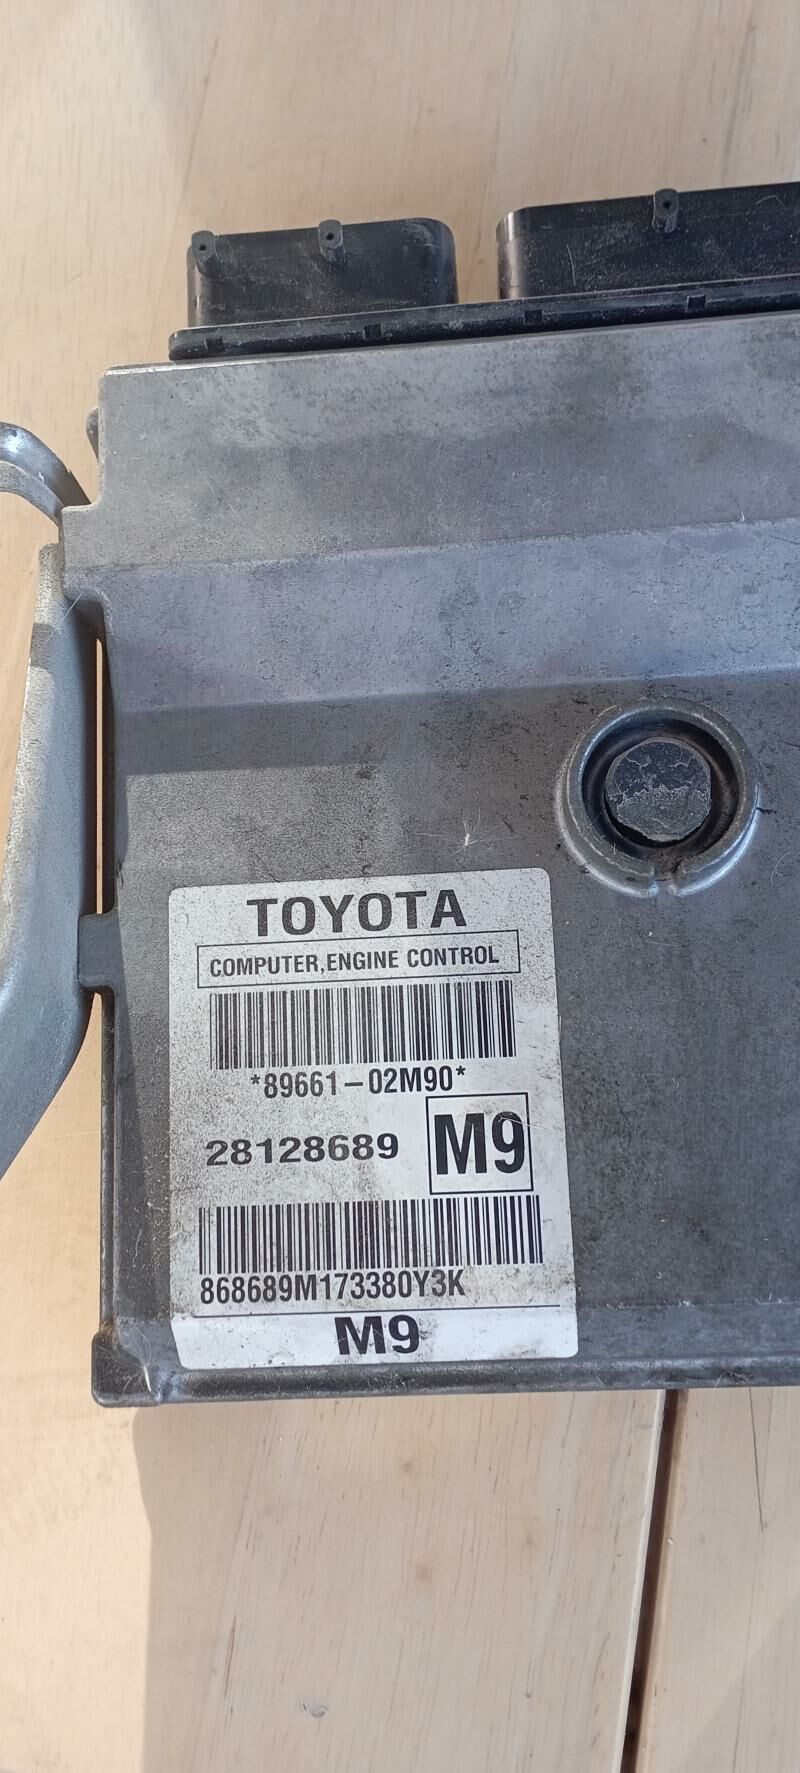 TOYOTA
COMPUTER,ENGINE CONTROL
*89661-02M90*
28128689 M9
868689M173380Y3K
M9